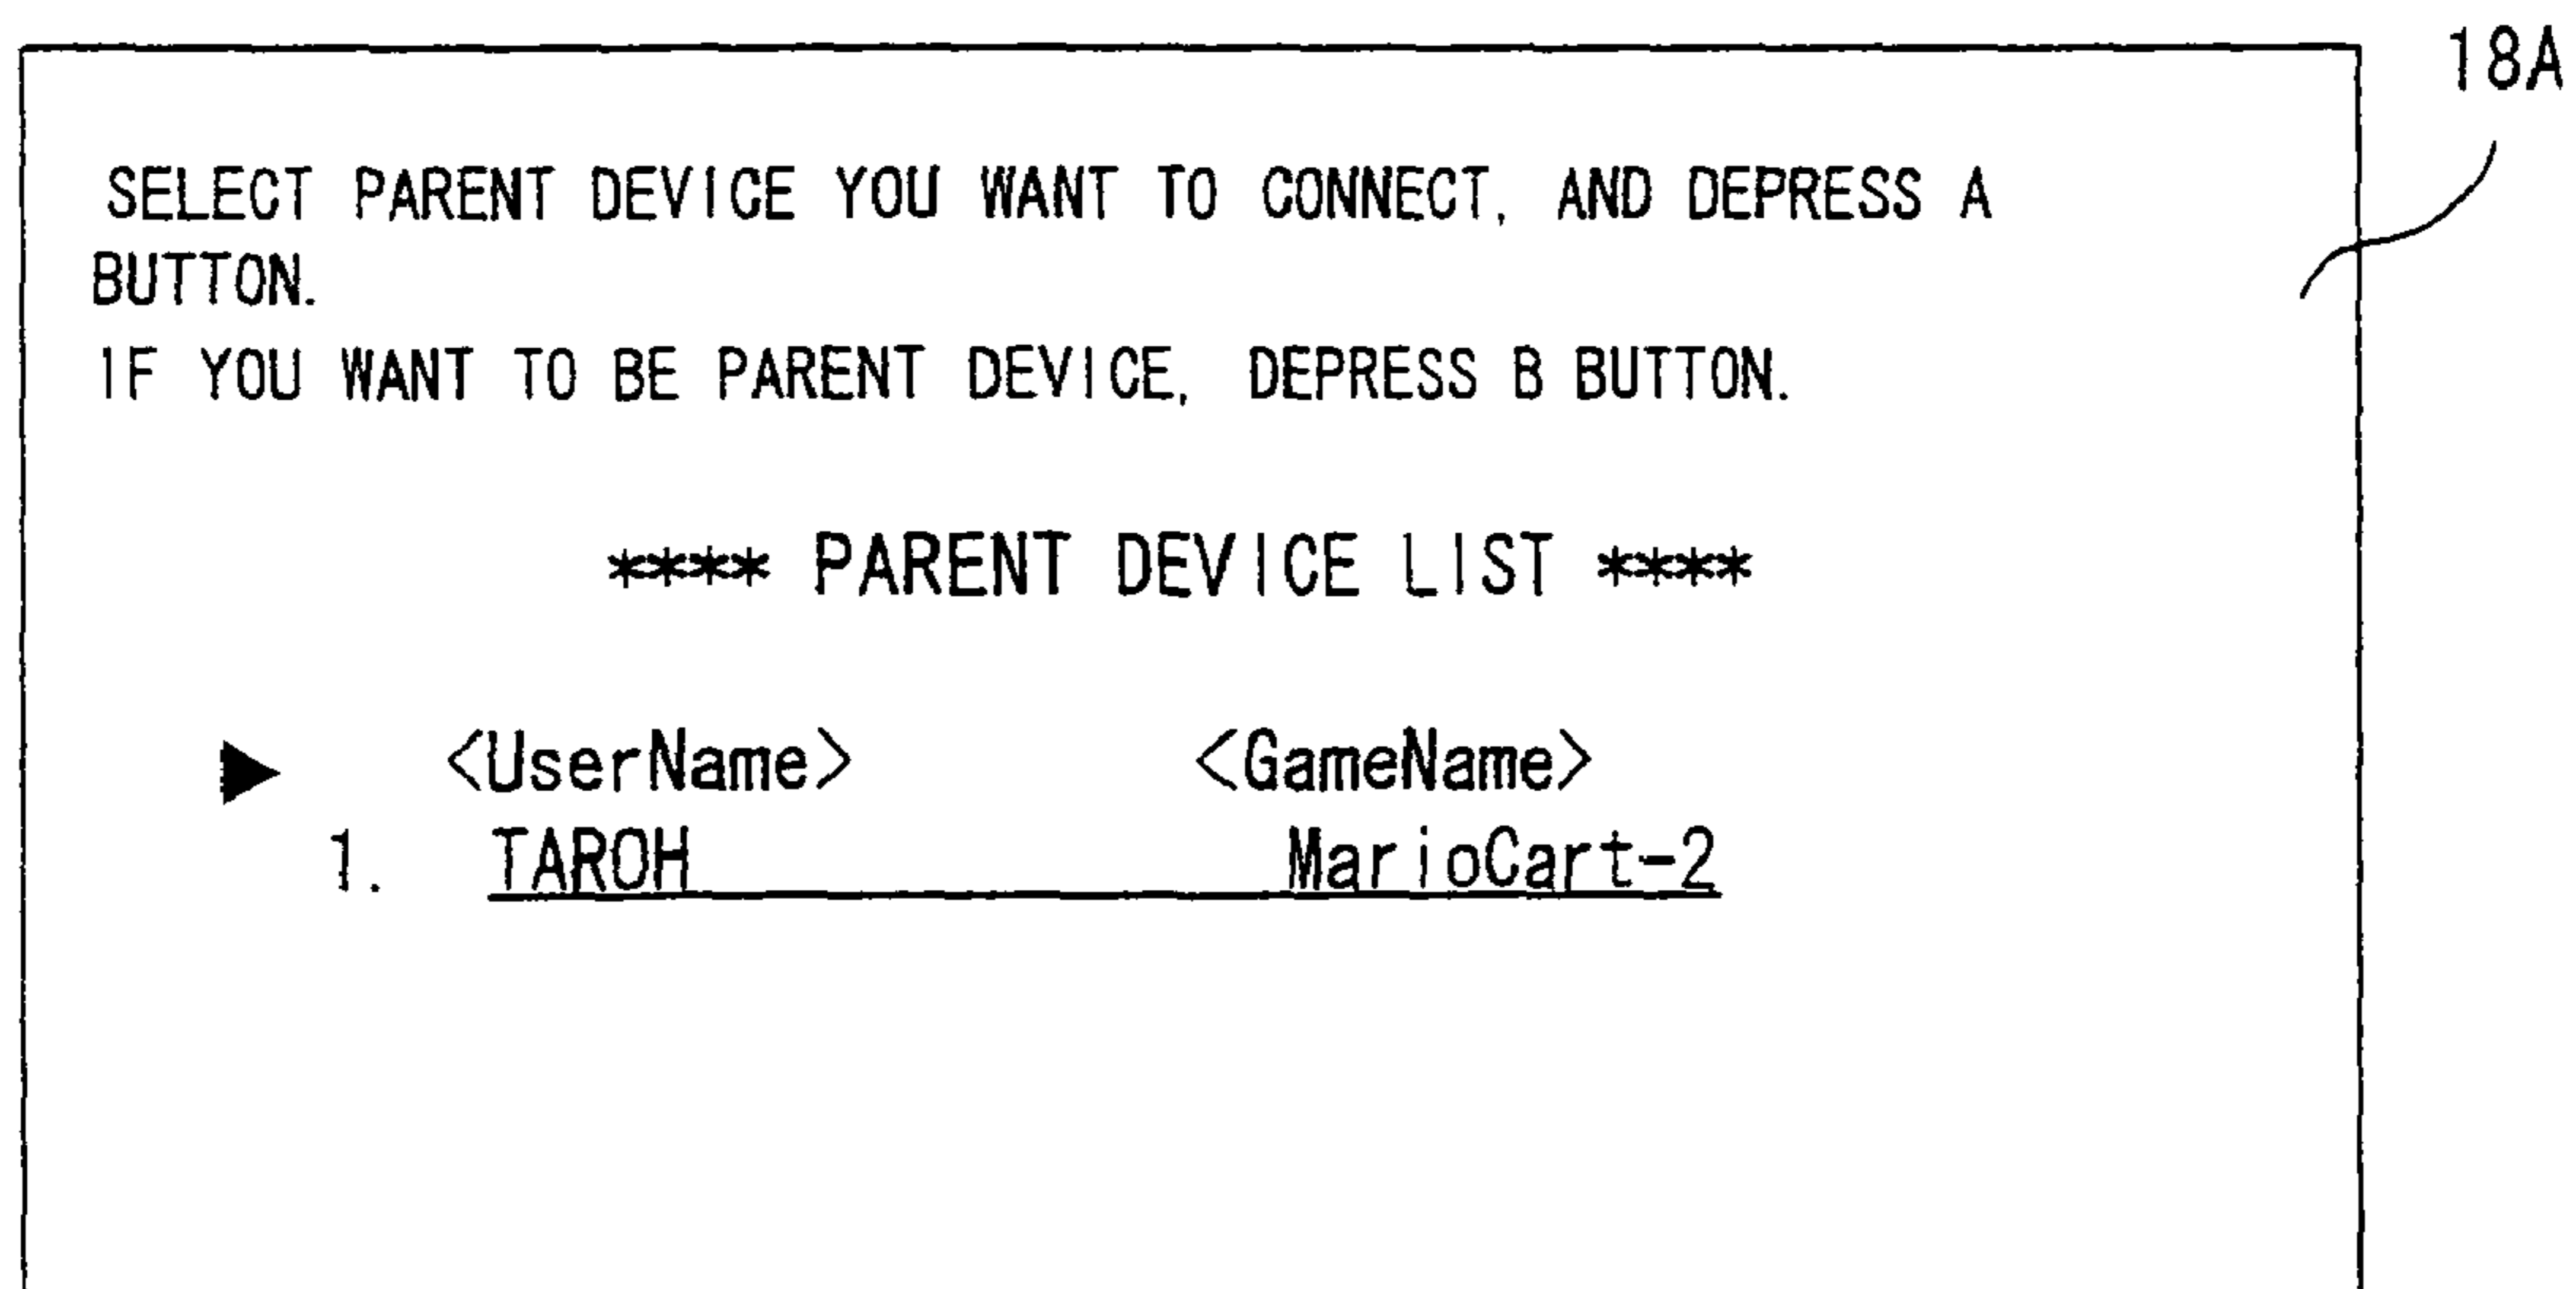 18A
SELECT PARENT DEVICE YOU WANT TO CONNECT, AND DEPRESS A
BUTTON.
IF YOU WANT TO BE PARENT DEVICE, DEPRESS B BUTTON.
**** PARENT DEVICE LIST ****
▶ <UserName> <GameName>
1. TAROH MarioCart-2